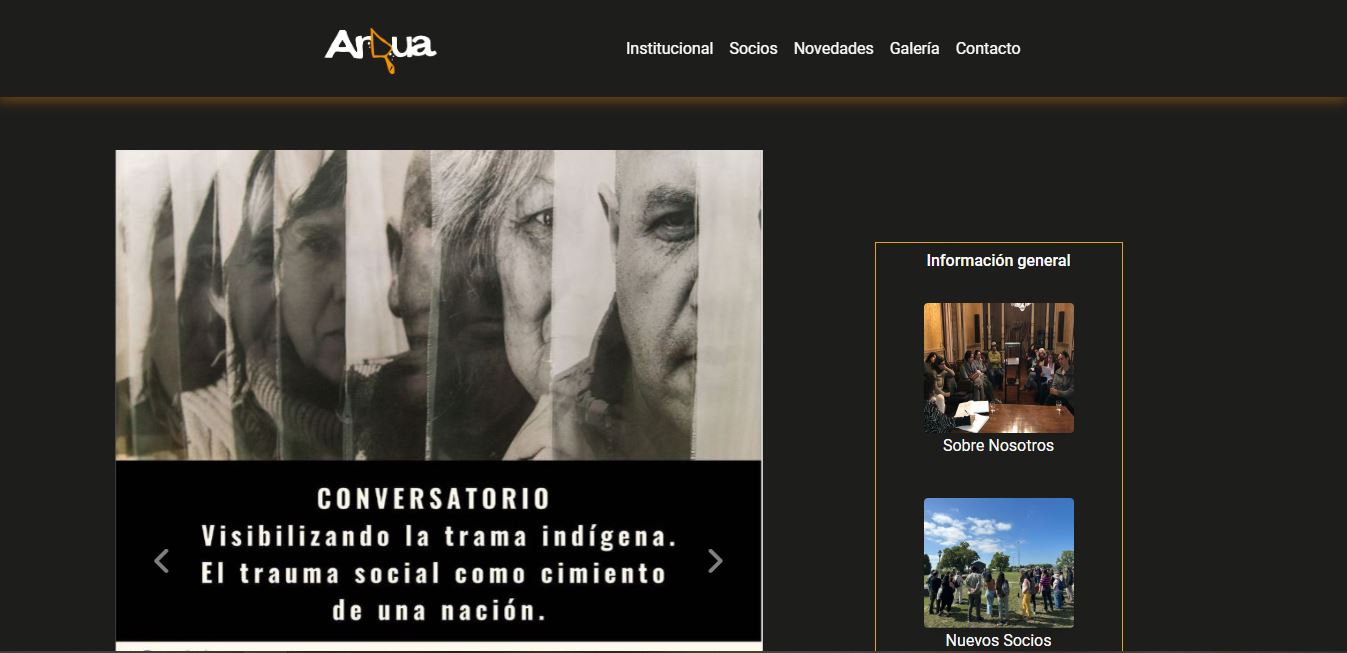 Arqua
Institucional Socios Novedades Galería Contacto
CONVERSATORIO
Visibilizando la trama indígena.
El trauma social como cimiento
de una nación.
Información general
Sobre Nosotros
Nuevos Socios